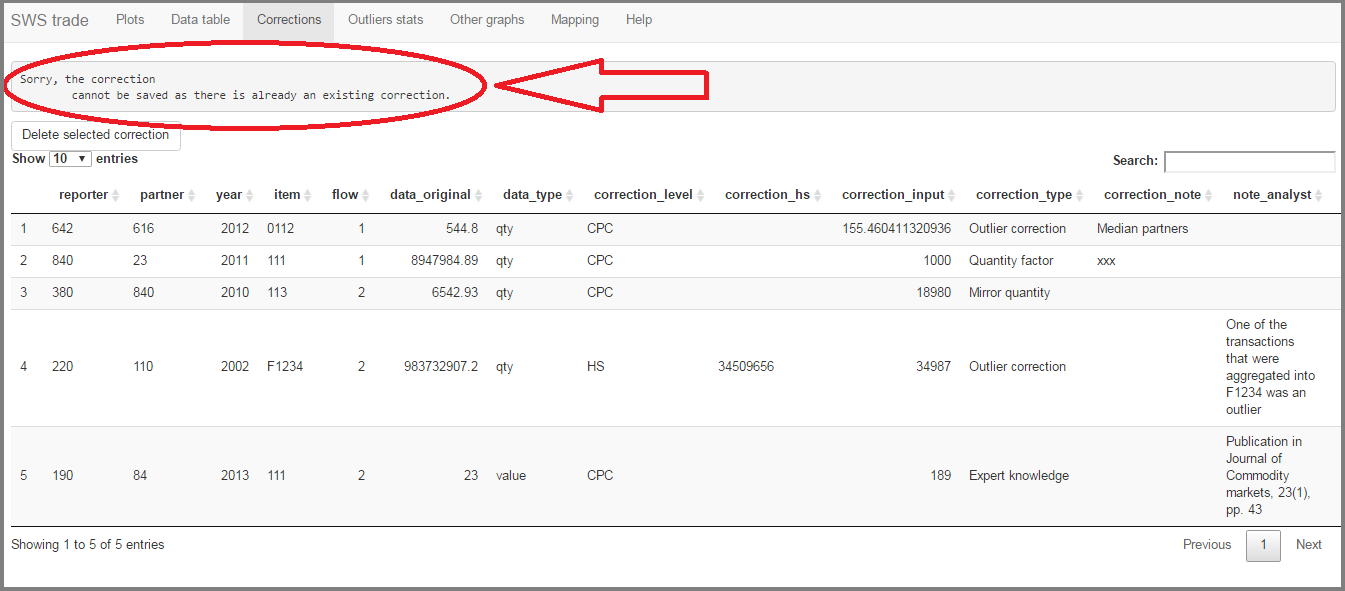 SWS trade Plots Data table Corrections Outliers stats Other graphs Mapping Help
Sorry, the correction
cannot be saved as there is already an existing correction.
Delete selected correction
Show 10 entries Search:
reporter partner year item flow data_original data_type correction_level correction_hs correction_input correction_type correction_note note_analyst
1 642 616 2012 0112 1 544.8 qty CPC 155.460411320936 Outlier correction Median partners
2 840 23 2011 111 1 8947984.89 qty CPC 1000 Quantity factor xxx
3 380 840 2010 113 2 6542.93 qty CPC 18980 Mirror quantity
4 220 110 2002 F1234 2 983732907.2 qty HS 34509656 34987 Outlier correction
One of the
transactions
that were
aggregated into
F1234 was an
outlier
5 190 84 2013 111 2 23 value CPC 189 Expert knowledge
Publication in
Journal of
Commodity
markets, 23(1),
pp. 43
Showing 1 to 5 of 5 entries Previous 1 Next